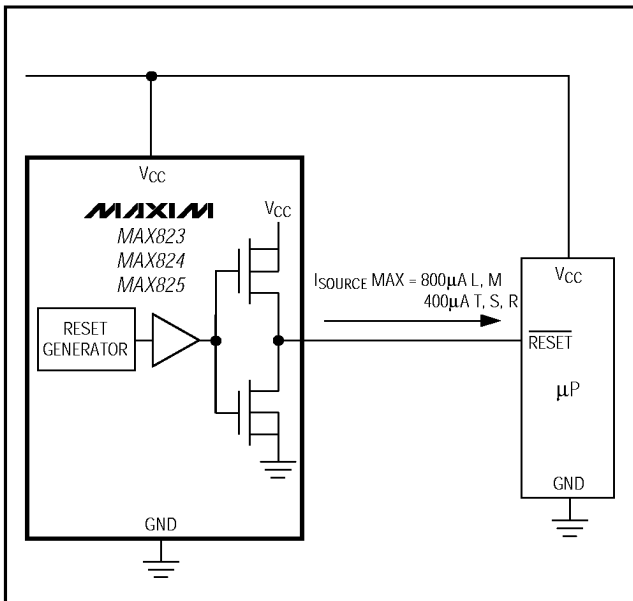 VCC
MAXIM
MAX823
MAX824
MAX825
VCC
RESET
GENERATOR
ISOURCE MAX = 800µA L, M
400µA T, S, R
VCC
RESET
µP
GND
GND